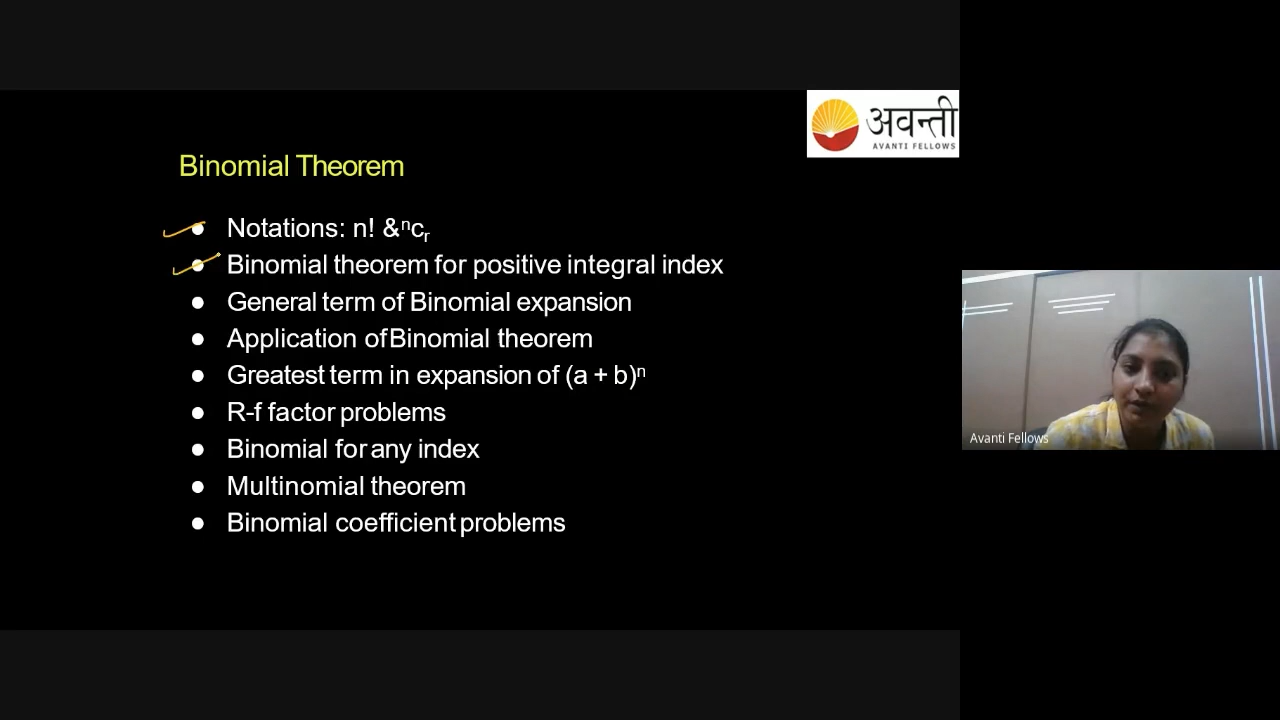 अवन्ती
AVANTI FELLOWS
Binomial Theorem
● Notations: n! &ⁿcᵣ
● Binomial theorem for positive integral index
● General term of Binomial expansion
● Application of Binomial theorem
● Greatest term in expansion of (a + b)ⁿ
● R-f factor problems
● Binomial for any index
● Multinomial theorem
● Binomial coefficient problems
Avanti Fellows